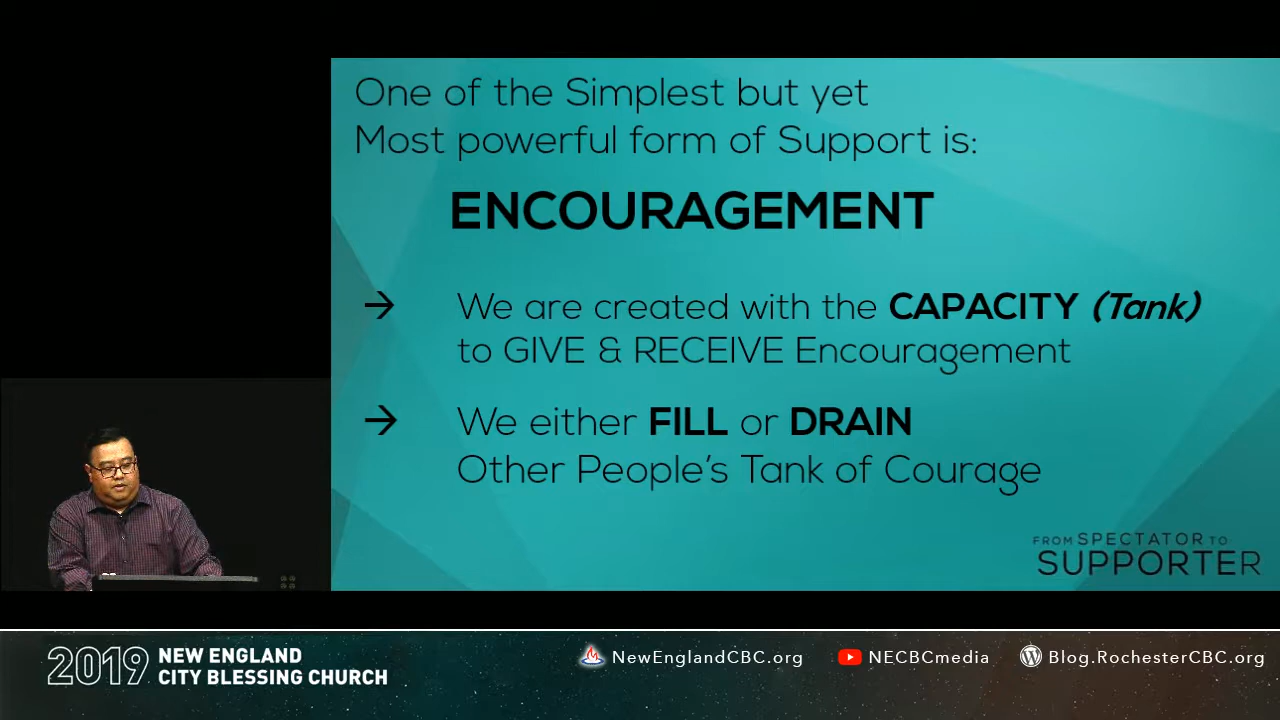 One of the Simplest but yet
Most powerful form of Support is:
ENCOURAGEMENT
→ We are created with the CAPACITY (Tank)
to GIVE & RECEIVE Encouragement
→ We either FILL or DRAIN
Other People's Tank of Courage
FROM SPECTATOR TO
SUPPORTER
2019 NEW ENGLAND
CITY BLESSING CHURCH
NewEnglandCBC.org
NECBCmedia
Blog.RochesterCBC.org